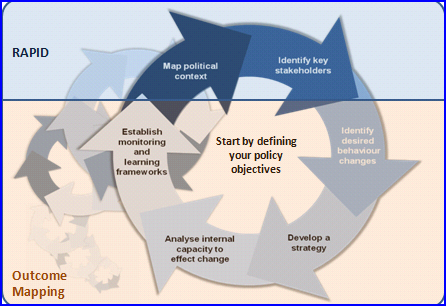 RAPID
Map political
context
Identify key
stakeholders
Identify
desired
behaviour
changes
Develop a
strategy
Analyse internal
capacity to
effect change
Establish
monitoring
and
learning
frameworks
Start by defining
your policy
objectives
Outcome
Mapping